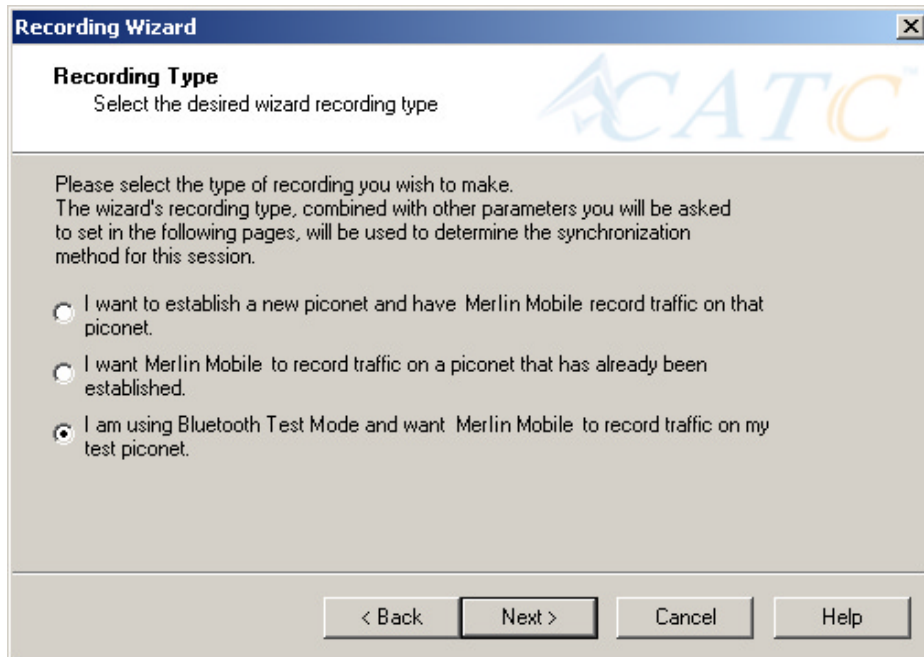 Recording Wizard
Recording Type
Select the desired wizard recording type
CATC
Please select the type of recording you wish to make.
The wizard's recording type, combined with other parameters you will be asked
to set in the following pages, will be used to determine the synchronization
method for this session.
I want to establish a new piconet and have Merlin Mobile record traffic on that
piconet.
I want Merlin Mobile to record traffic on a piconet that has already been
established.
I am using Bluetooth Test Mode and want Merlin Mobile to record traffic on my
test piconet.
< Back
Next >
Cancel
Help